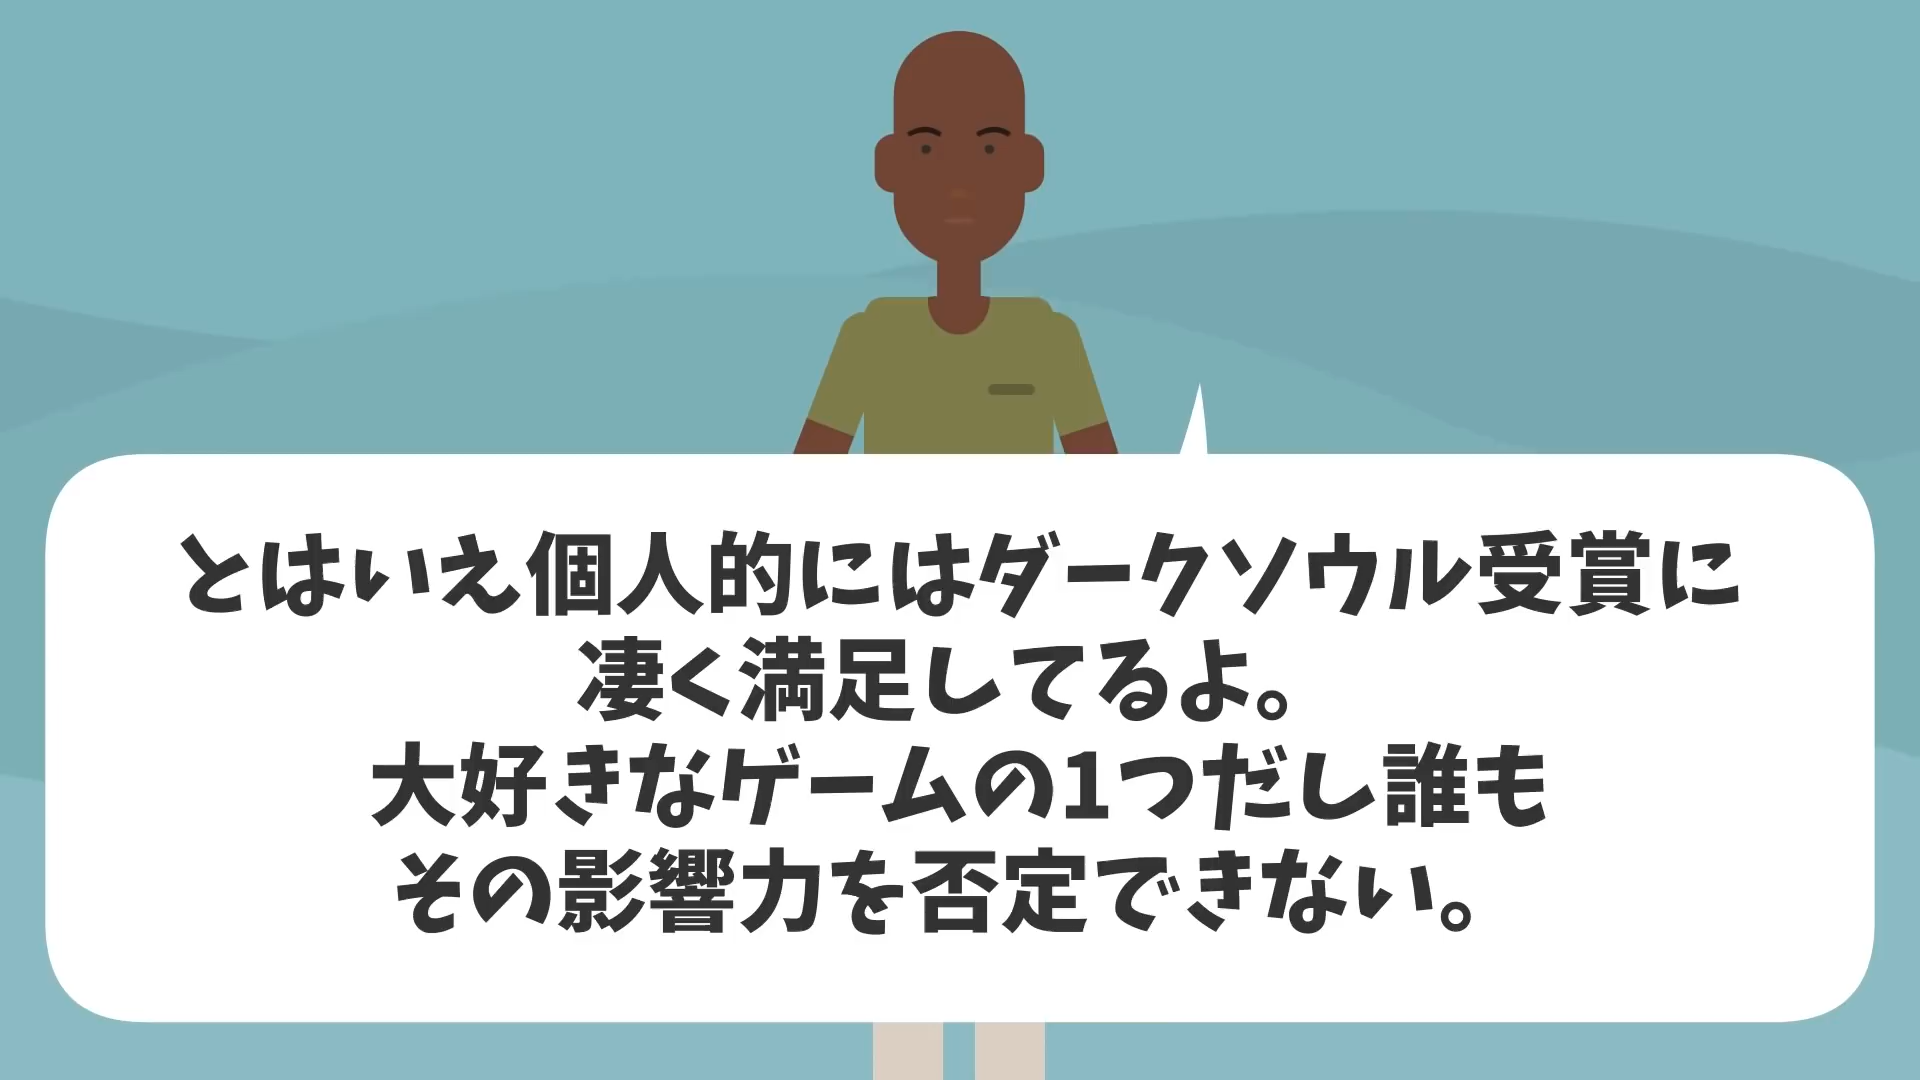 とはいえ個人的にはダークソウル受賞に
凄く満足してるよ。
大好きなゲームの1つだし誰も
その影響力を否定できない。